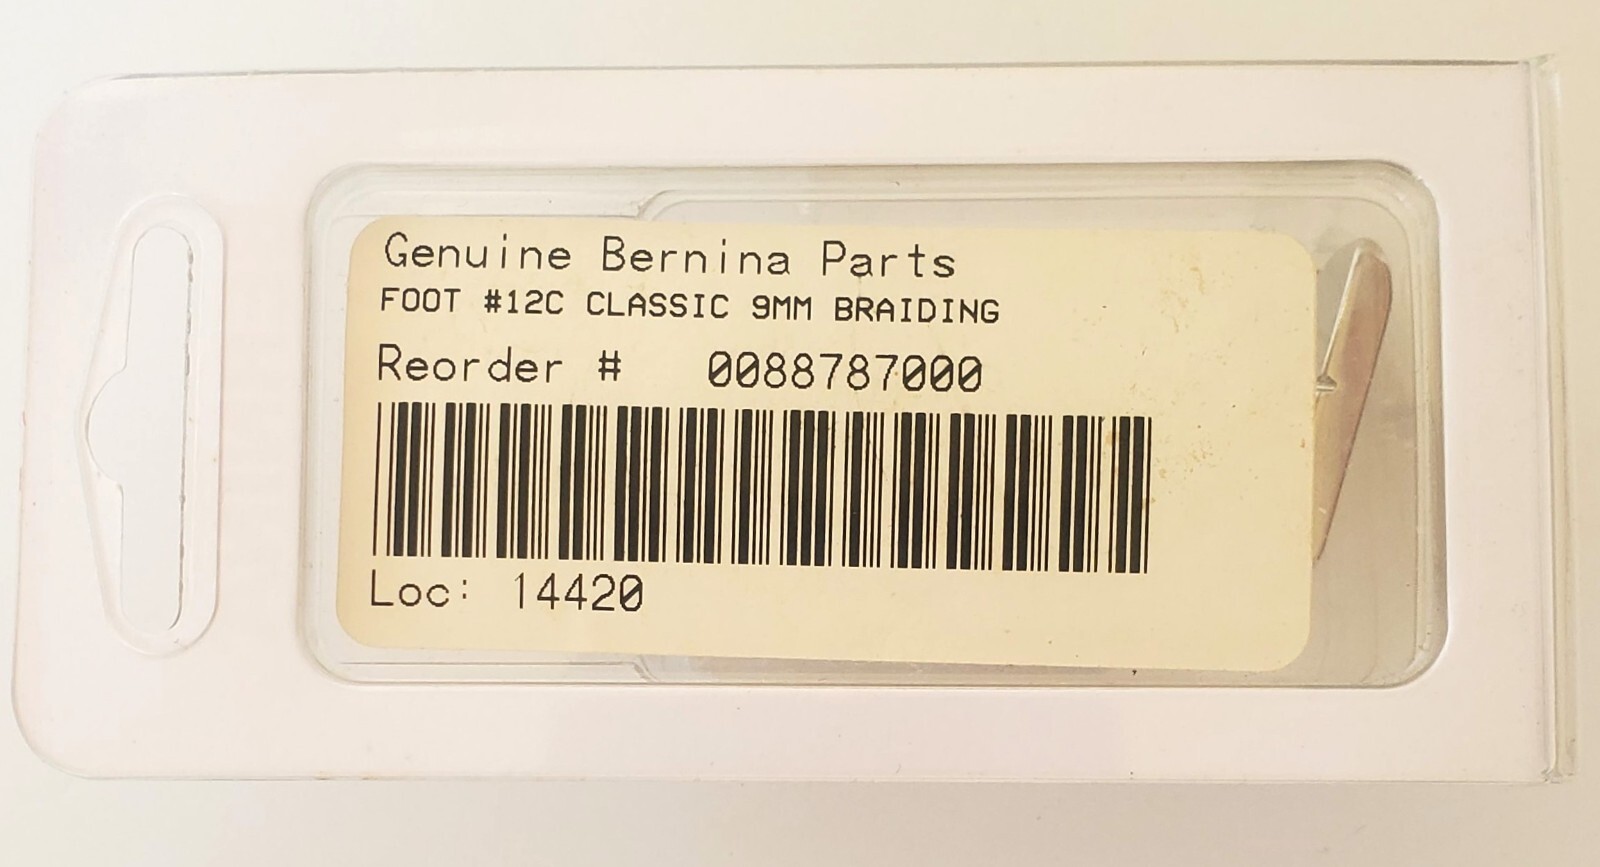 Genuine Bernina Parts
FOOT #12C CLASSIC 9MM BRAIDING
Reorder # 0088787000
Loc: 14420